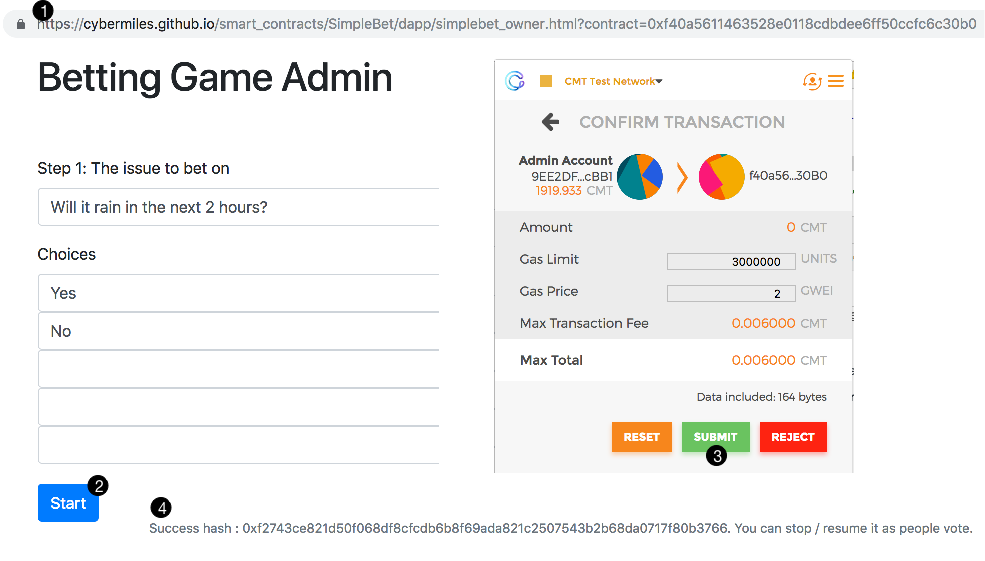 1
https://cybermiles.github.io/smart_contracts/SimpleBet/dapp/simplebet_owner.html?contract=0xf40a5611463528e0118cdbdee6ff50ccfc6c30b0
Betting Game Admin
Step 1: The issue to bet on
Will it rain in the next 2 hours?
Choices
Yes
No
2
Start
CMT Test Network
CONFIRM TRANSACTION
Admin Account
9EE2DF...cBB1
1919.933 CMT
f40a56...30B0
Amount 0 CMT
Gas Limit 3000000 UNITS
Gas Price 2 GWEI
Max Transaction Fee 0.006000 CMT
Max Total 0.006000 CMT
Data included: 164 bytes
RESET SUBMIT REJECT
3
4
Success hash : 0xf2743ce821d50f068df8cfcdb6b8f69ada821c2507543b2b68da0717f80b3766. You can stop / resume it as people vote.